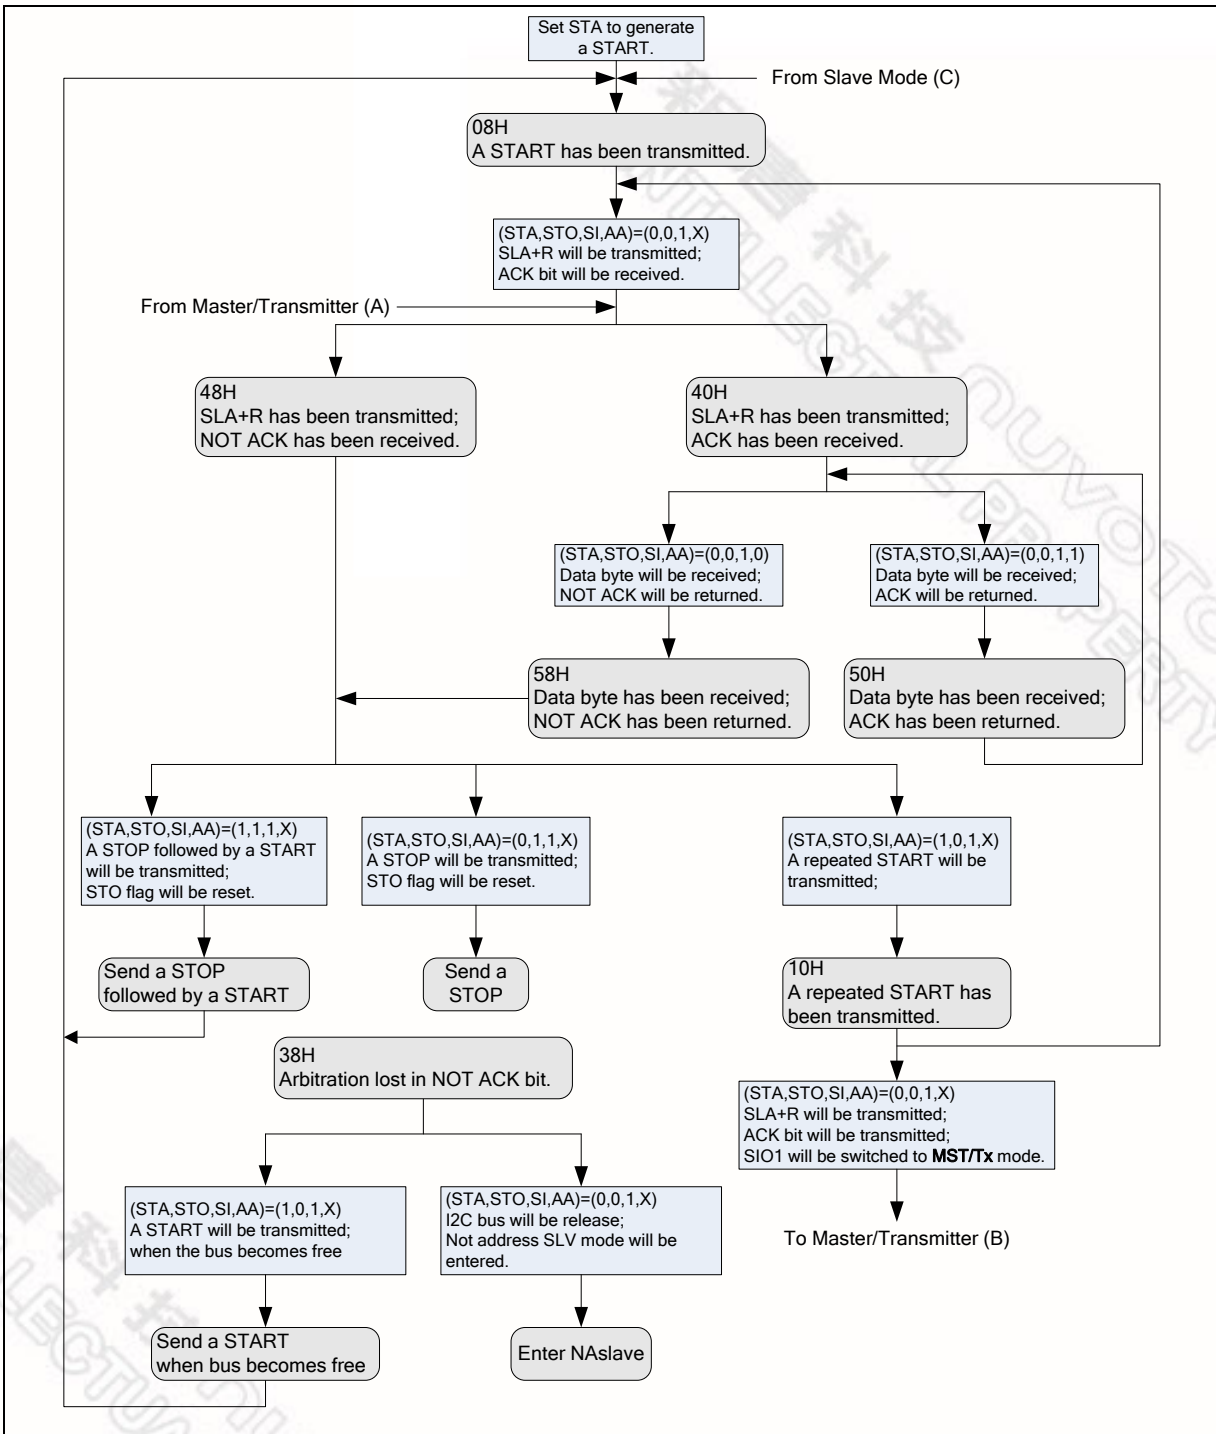 Set STA to generate
a START.
From Slave Mode (C)
08H
A START has been transmitted.
(STA,STO,SI,AA)=(0,0,1,X)
SLA+R will be transmitted;
ACK bit will be received.
From Master/Transmitter (A)
48H
SLA+R has been transmitted;
NOT ACK has been received.
40H
SLA+R has been transmitted;
ACK has been received.
(STA,STO,SI,AA)=(0,0,1,0)
Data byte will be received;
NOT ACK will be returned.
(STA,STO,SI,AA)=(0,0,1,1)
Data byte will be received;
ACK will be returned.
58H
Data byte has been received;
NOT ACK has been returned.
50H
Data byte has been received;
ACK has been returned.
(STA,STO,SI,AA)=(1,1,1,X)
A STOP followed by a START
will be transmitted;
STO flag will be reset.
(STA,STO,SI,AA)=(0,1,1,X)
A STOP will be transmitted;
STO flag will be reset.
(STA,STO,SI,AA)=(1,0,1,X)
A repeated START will be
transmitted;
Send a STOP
followed by a START
Send a
STOP
10H
A repeated START has
been transmitted.
38H
Arbitration lost in NOT ACK bit.
(STA,STO,SI,AA)=(0,0,1,X)
SLA+R will be transmitted;
ACK bit will be transmitted;
SIO1 will be switched to MST/Tx mode.
(STA,STO,SI,AA)=(1,0,1,X)
A START will be transmitted;
when the bus becomes free
(STA,STO,SI,AA)=(0,0,1,X)
I2C bus will be release;
Not address SLV mode will be
entered.
To Master/Transmitter (B)
Send a START
when bus becomes free
Enter NAslave